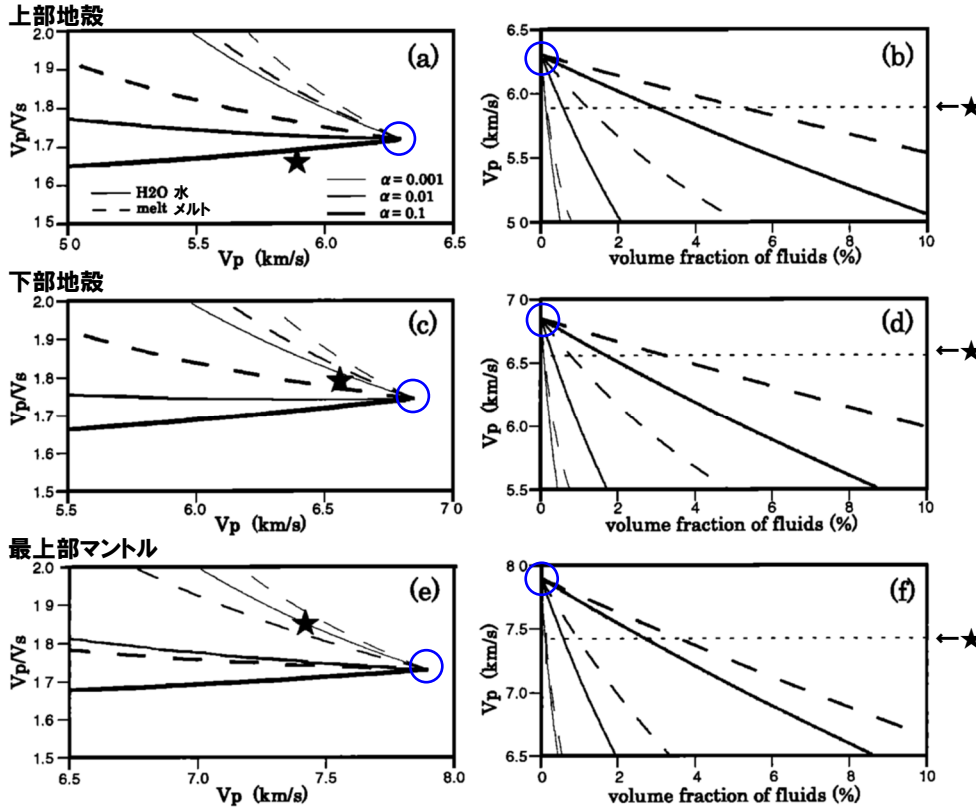 上部地殻
2.0
1 9
1.8
1.7
1.6
1 5
Vp/Vs
(a)
H2O 水
melt メルト
α = 0.001
α = 0.01
α = 0.1
5 0
5.5
6.0
6.5
Vp (km/s)
6.5
6.0
5.5
5 0
Vp (km/s)
(b)
←★
0
2
4
6
8
10
volume fraction of fluids (%)
下部地殻
2.0
1.9
1.8
1.7
1.6
1.5
Vp/Vs
(c)
5.5
6.0
6.5
7 0
Vp (km/s)
7 0
6.5
6.0
5.5
Vp (km/s)
(d)
←★
0
2
4
6
8
10
volume fraction of fluids (%)
最上部マントル
2.0
1.9
1.8
1 7
1.6
1.5
Vp/Vs
(e)
6.5
7.0
7.5
8.0
Vp (km/s)
8 0
7.5
7.0
6.5
Vp (km/s)
(f)
←★
0
2
4
6
8
10
volume fraction of fluids (%)